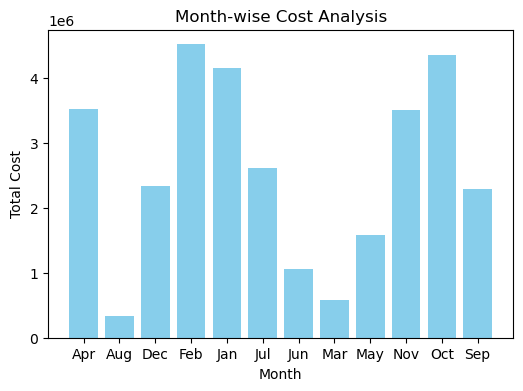 Month-wise Cost Analysis
1e6
4
3
2
1
0
Total Cost
Apr Aug Dec Feb Jan Jul Jun Mar May Nov Oct Sep
Month